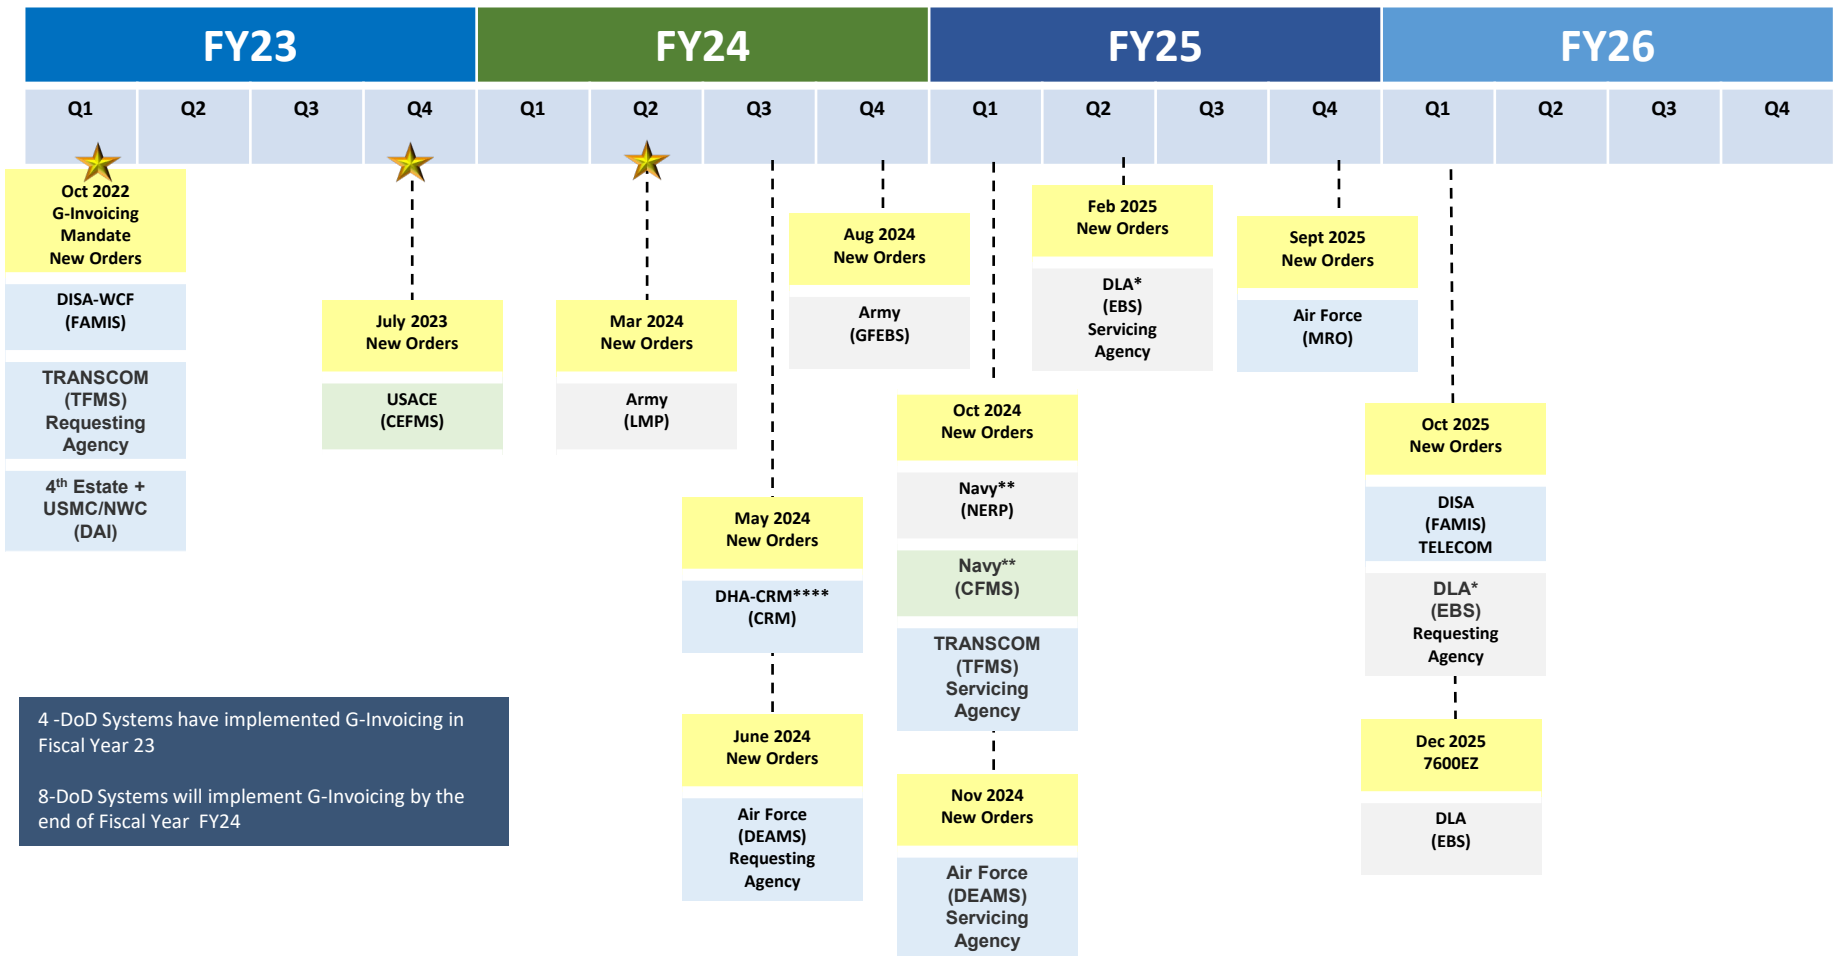 FY23
FY24
FY25
FY26
Q1
Q2
Q3
Q4
Q1
Q2
Q3
Q4
Q1
Q2
Q3
Q4
Q1
Q2
Q3
Q4
Oct 2022
G-Invoicing
Mandate
New Orders
DISA-WCF
(FAMIS)
TRANSCOM
(TFMS)
Requesting
Agency
4th Estate +
USMC/NWC
(DAI)
July 2023
New Orders
USACE
(CEFMS)
Mar 2024
New Orders
Army
(LMP)
May 2024
New Orders
DHA-CRM****
(CRM)
June 2024
New Orders
Air Force
(DEAMS)
Requesting
Agency
Aug 2024
New Orders
Army
(GFEBS)
Oct 2024
New Orders
Navy**
(NERP)
Navy**
(CFMS)
TRANSCOM
(TFMS)
Servicing
Agency
Nov 2024
New Orders
Air Force
(DEAMS)
Servicing
Agency
Feb 2025
New Orders
DLA*
(EBS)
Servicing
Agency
Sept 2025
New Orders
Air Force
(MRO)
Oct 2025
New Orders
DISA
(FAMIS)
TELECOM
DLA*
(EBS)
Requesting
Agency
Dec 2025
7600EZ
DLA
(EBS)
4 -DoD Systems have implemented G-Invoicing in
Fiscal Year 23
8-DoD Systems will implement G-Invoicing by the
end of Fiscal Year  FY24